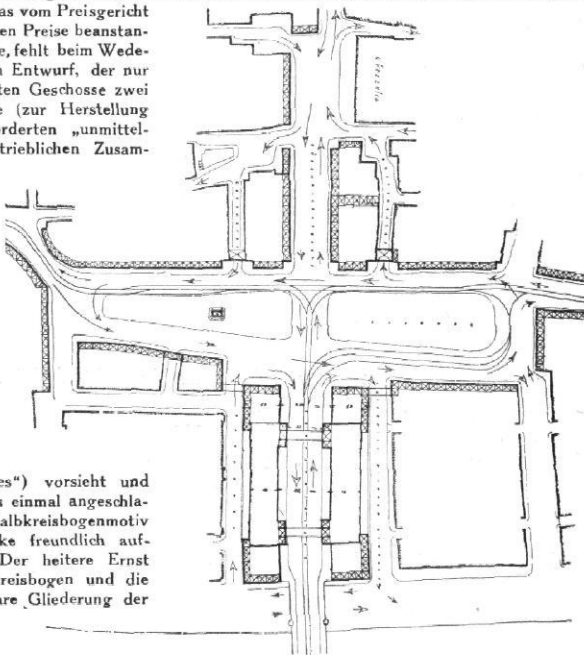 as vom Preisgericht
en Preise beanstan-
e, fehlt beim Wede-
n Entwurf, der nur
ten Geschosse zwei
e (zur Herstellung
rderten „unmittel-
trieblichen Zusam-
es“) vorsieht und
s einmal angeschla-
albkreisbogenmotiv
ke freundlich auf-
Der heitere Ernst
reisbogen und die
are Gliederung der